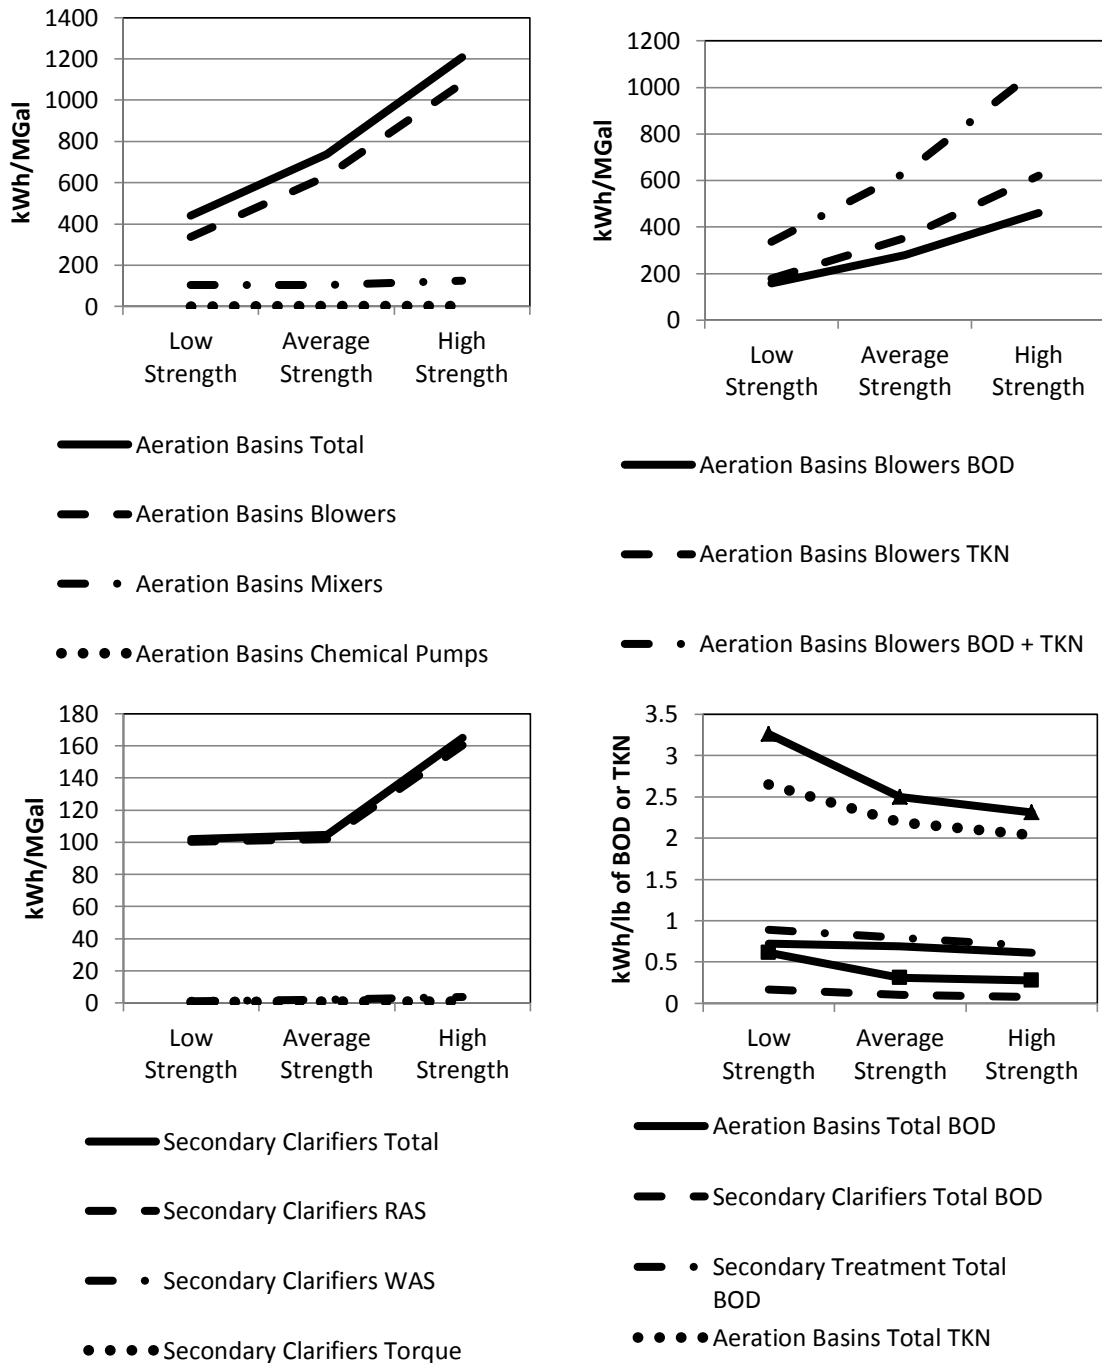 1400
1200
1000
800
600
400
200
0
kWh/MGal
Low
Strength
Average
Strength
High
Strength
Aeration Basins Total
Aeration Basins Blowers
Aeration Basins Mixers
Aeration Basins Chemical Pumps
1200
1000
800
600
400
200
0
kWh/MGal
Low
Strength
Average
Strength
High
Strength
Aeration Basins Blowers BOD
Aeration Basins Blowers TKN
Aeration Basins Blowers BOD + TKN
180
160
140
120
100
80
60
40
20
0
kWh/MGal
Low
Strength
Average
Strength
High
Strength
Secondary Clarifiers Total
Secondary Clarifiers RAS
Secondary Clarifiers WAS
Secondary Clarifiers Torque
3.5
3
2.5
2
1.5
1
0.5
0
kWh/lb of BOD or TKN
Low
Strength
Average
Strength
High
Strength
Aeration Basins Total BOD
Secondary Clarifiers Total BOD
Secondary Treatment Total
BOD
Aeration Basins Total TKN